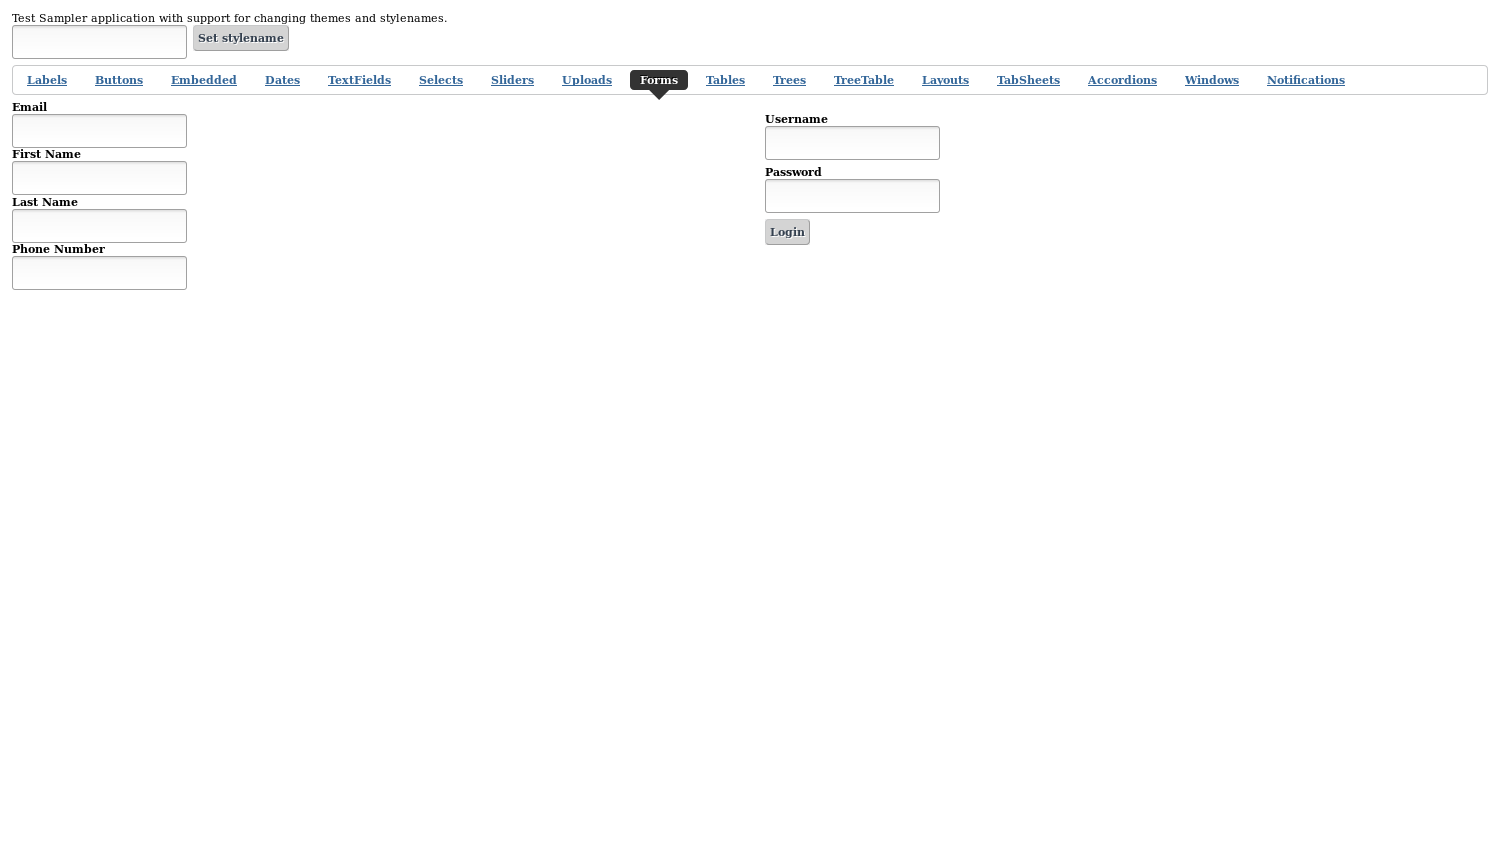 Test Sampler application with support for changing themes and stylenames.
Set stylename
Labels Buttons Embedded Dates TextFields Selects Sliders Uploads Forms Tables Trees TreeTable Layouts TabSheets Accordions Windows Notifications
Email
First Name
Last Name
Phone Number
Username
Password
Login